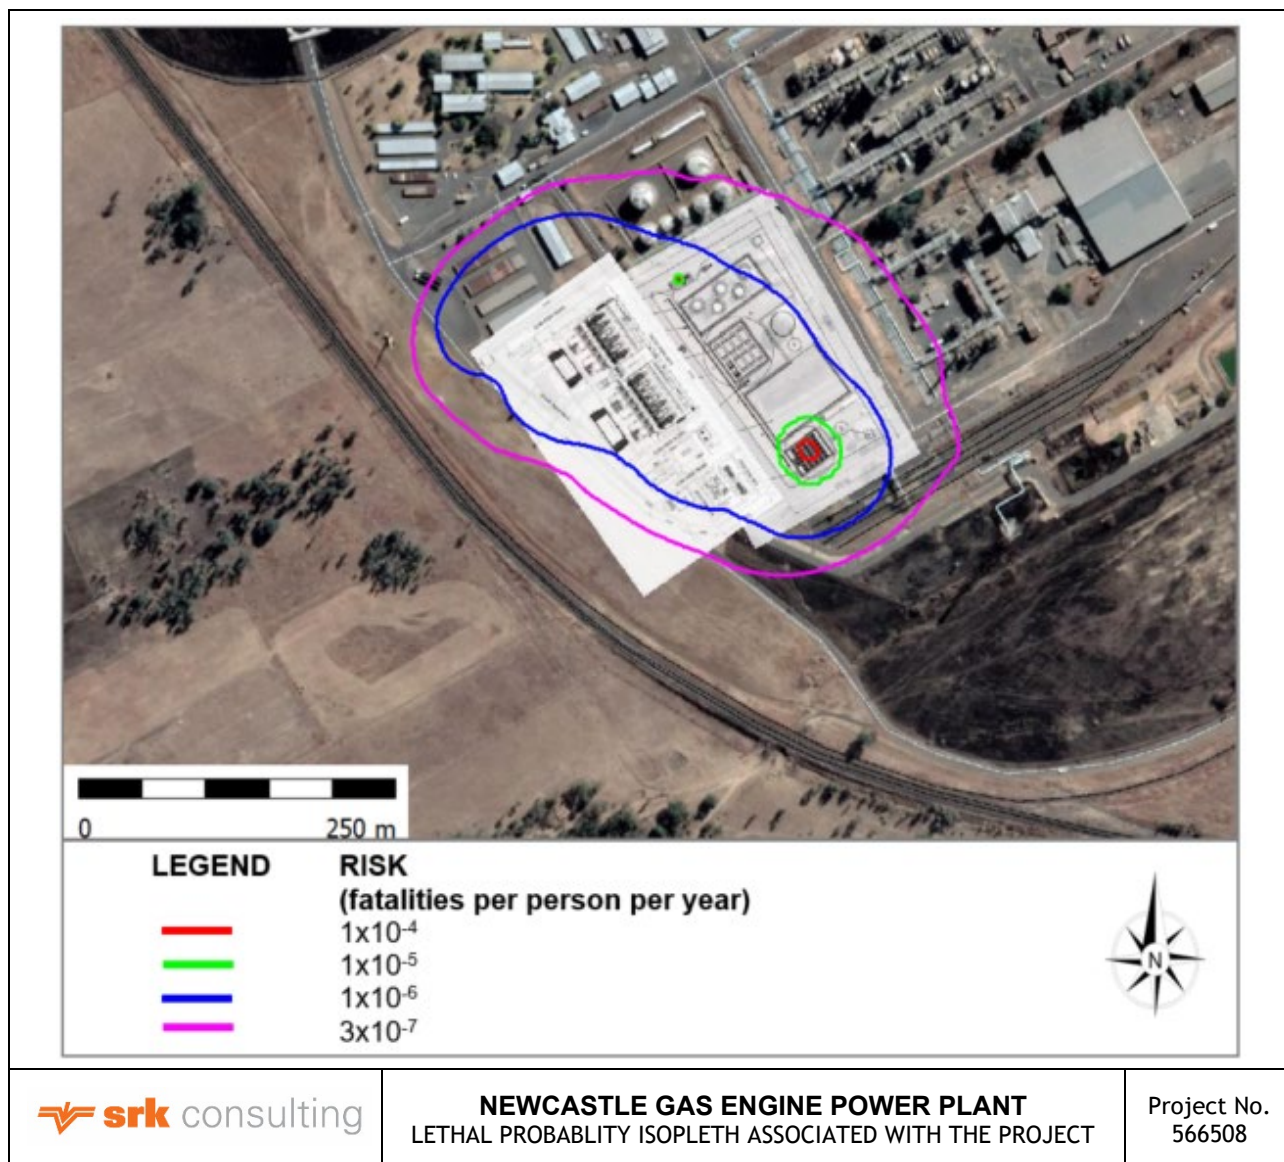 0 250 m
LEGEND RISK
(fatalities per person per year)
1x10⁻⁴
1x10⁻⁵
1x10⁻⁶
3x10⁻⁷
N
srk consulting
NEWCASTLE GAS ENGINE POWER PLANT
LETHAL PROBABLITY ISOPLETH ASSOCIATED WITH THE PROJECT
Project No.
566508